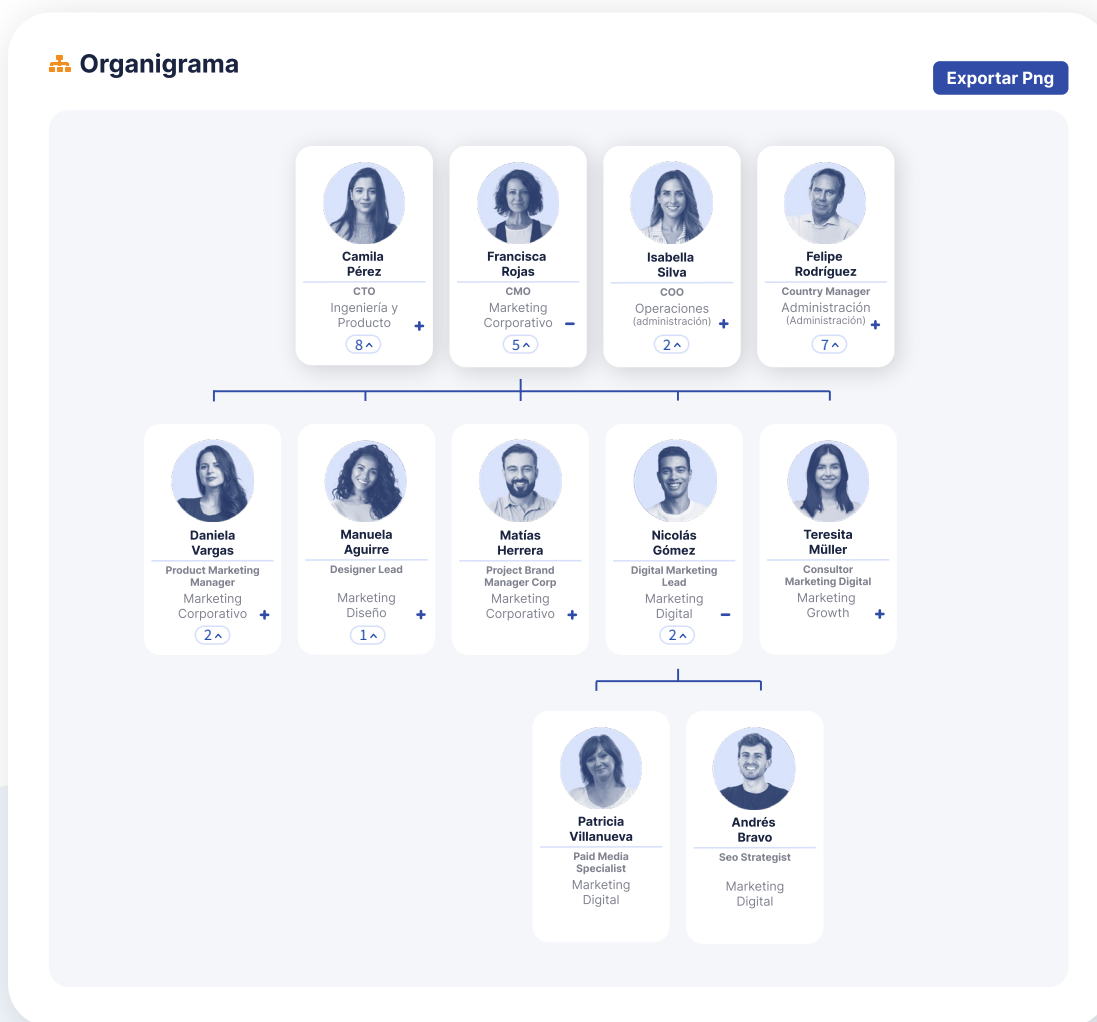 Organigrama
Exportar Png
Camila
Pérez
CTO
Ingeniería y
Producto
+
8
Francisca
Rojas
CMO
Marketing
Corporativo
-
5
Isabella
Silva
COO
Operaciones
(administración)
+
2
Felipe
Rodríguez
Country Manager
Administración
(Administración)
+
7
Daniela
Vargas
Product Marketing
Manager
Marketing
Corporativo
+
2
Manuela
Aguirre
Designer Lead
Marketing
Diseño
+
1
Matías
Herrera
Project Brand
Manager Corp
Marketing
Corporativo
+
Nicolás
Gómez
Digital Marketing
Lead
Marketing
Digital
-
2
Teresita
Müller
Consultor
Marketing Digital
Marketing
Growth
+
Patricia
Villanueva
Paid Media
Specialist
Marketing
Digital
Andrés
Bravo
Seo Strategist
Marketing
Digital